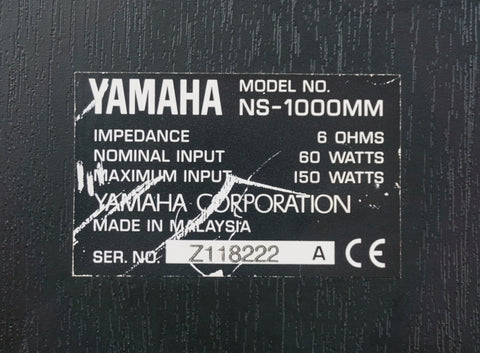 YAMAHA MODEL NO. NS-1000MM
IMPEDANCE 6 OHMS
NOMINAL INPUT 60 WATTS
MAXIMUM INPUT 150 WATTS
YAMAHA CORPORATION
MADE IN MALAYSIA
SER. NO. Z118222 A CE